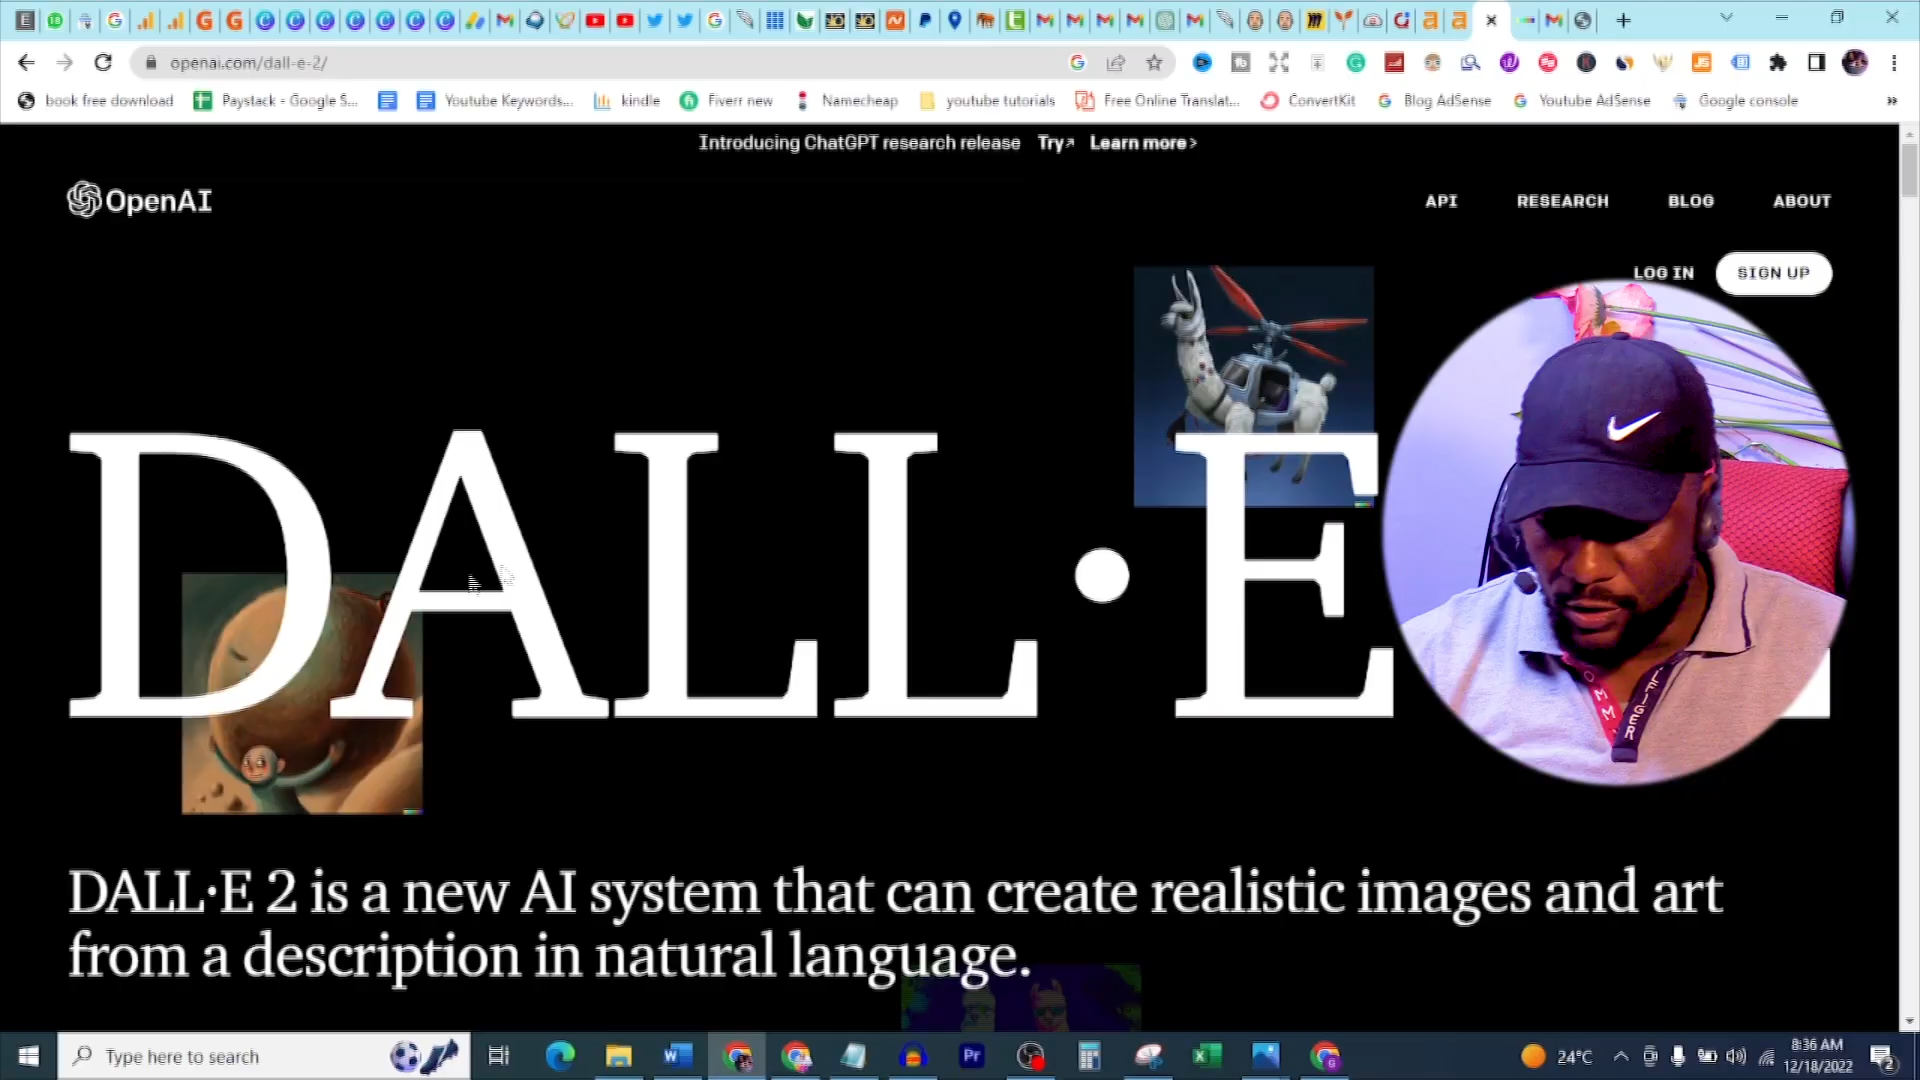 openai.com/dall-e-2/
book free download
Paystack - Google S...
Youtube Keywords...
kindle
Fiverr new
Namecheap
youtube tutorials
Free Online Translat...
ConvertKit
Blog AdSense
Youtube AdSense
Google console
»
Introducing ChatGPT research release Try↗ Learn more >
OpenAI
API RESEARCH BLOG ABOUT
LOG IN SIGN UP
DALL·E
DALL·E 2 is a new AI system that can create realistic images and art
from a description in natural language.
Type here to search
Pr
24°C
8:36 AM
12/18/2022
2